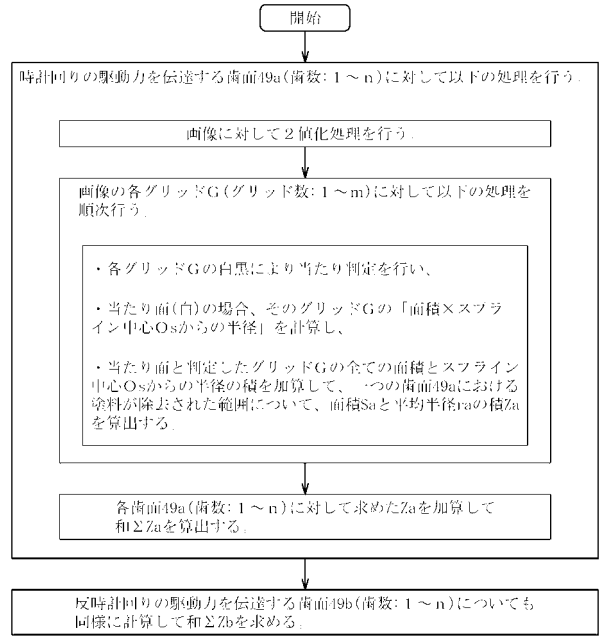 開始
時計回りの駆動力を伝達する歯面49a(歯数：1～n)に対して以下の処理を行う。
画像に対して２値化処理を行う。
画像の各グリッドG(グリッド数：1～m)に対して以下の処理を
順次行う。
・各グリッドGの白黒により当たり判定を行い、
・当たり面(白)の場合、そのグリッドGの「面積×スプラ
イン中心Osからの半径」を計算し、
・当たり面と判定したグリッドGの全ての面積とスプライン
中心Osからの半径の積を加算して、一つの歯面49aにおける
塗料が除去された範囲について、面積Saと平均半径raの積Za
を算出する。
各歯面49a(歯数：1～n)に対して求めたZaを加算して
和ΣZaを算出する。
反時計回りの駆動力を伝達する歯面49b(歯数：1～n)についても
同様に計算して和ΣZbを求める。